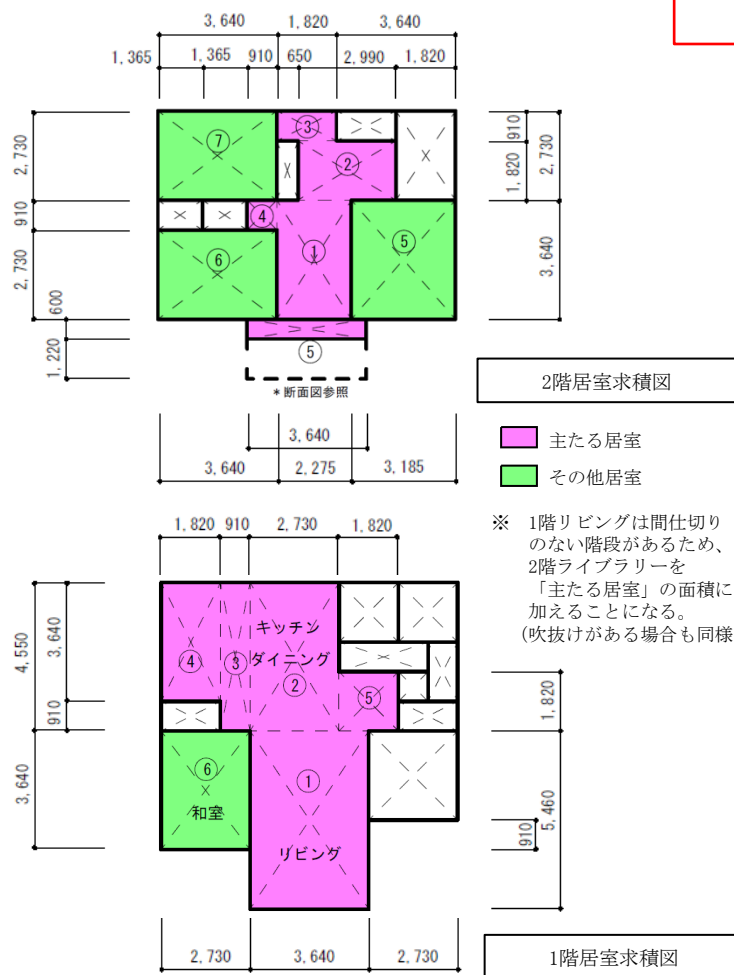 3,640 1,820 3,640
1,365 1,365 910 650 2,990 1,820
2,730
910
2,730
600
1,220
910
1,820
2,730
3,640
⑦
③
②
④
①
⑤
⑥
⑤
*断面図参照
3,640
3,640 2,275 3,185
2階居室求積図
主たる居室
その他居室
※ 1階リビングは間仕切り
のない階段があるため、
2階ライブラリーを
「主たる居室」の面積に
加えることになる。
(吹抜けがある場合も同様
1,820 910 2,730 1,820
4,550
3,640
910
3,640
1,820
5,460
910
キッチン
ダイニング
④
③
②
⑤
①
⑥
和室
リビング
2,730 3,640 2,730
1階居室求積図